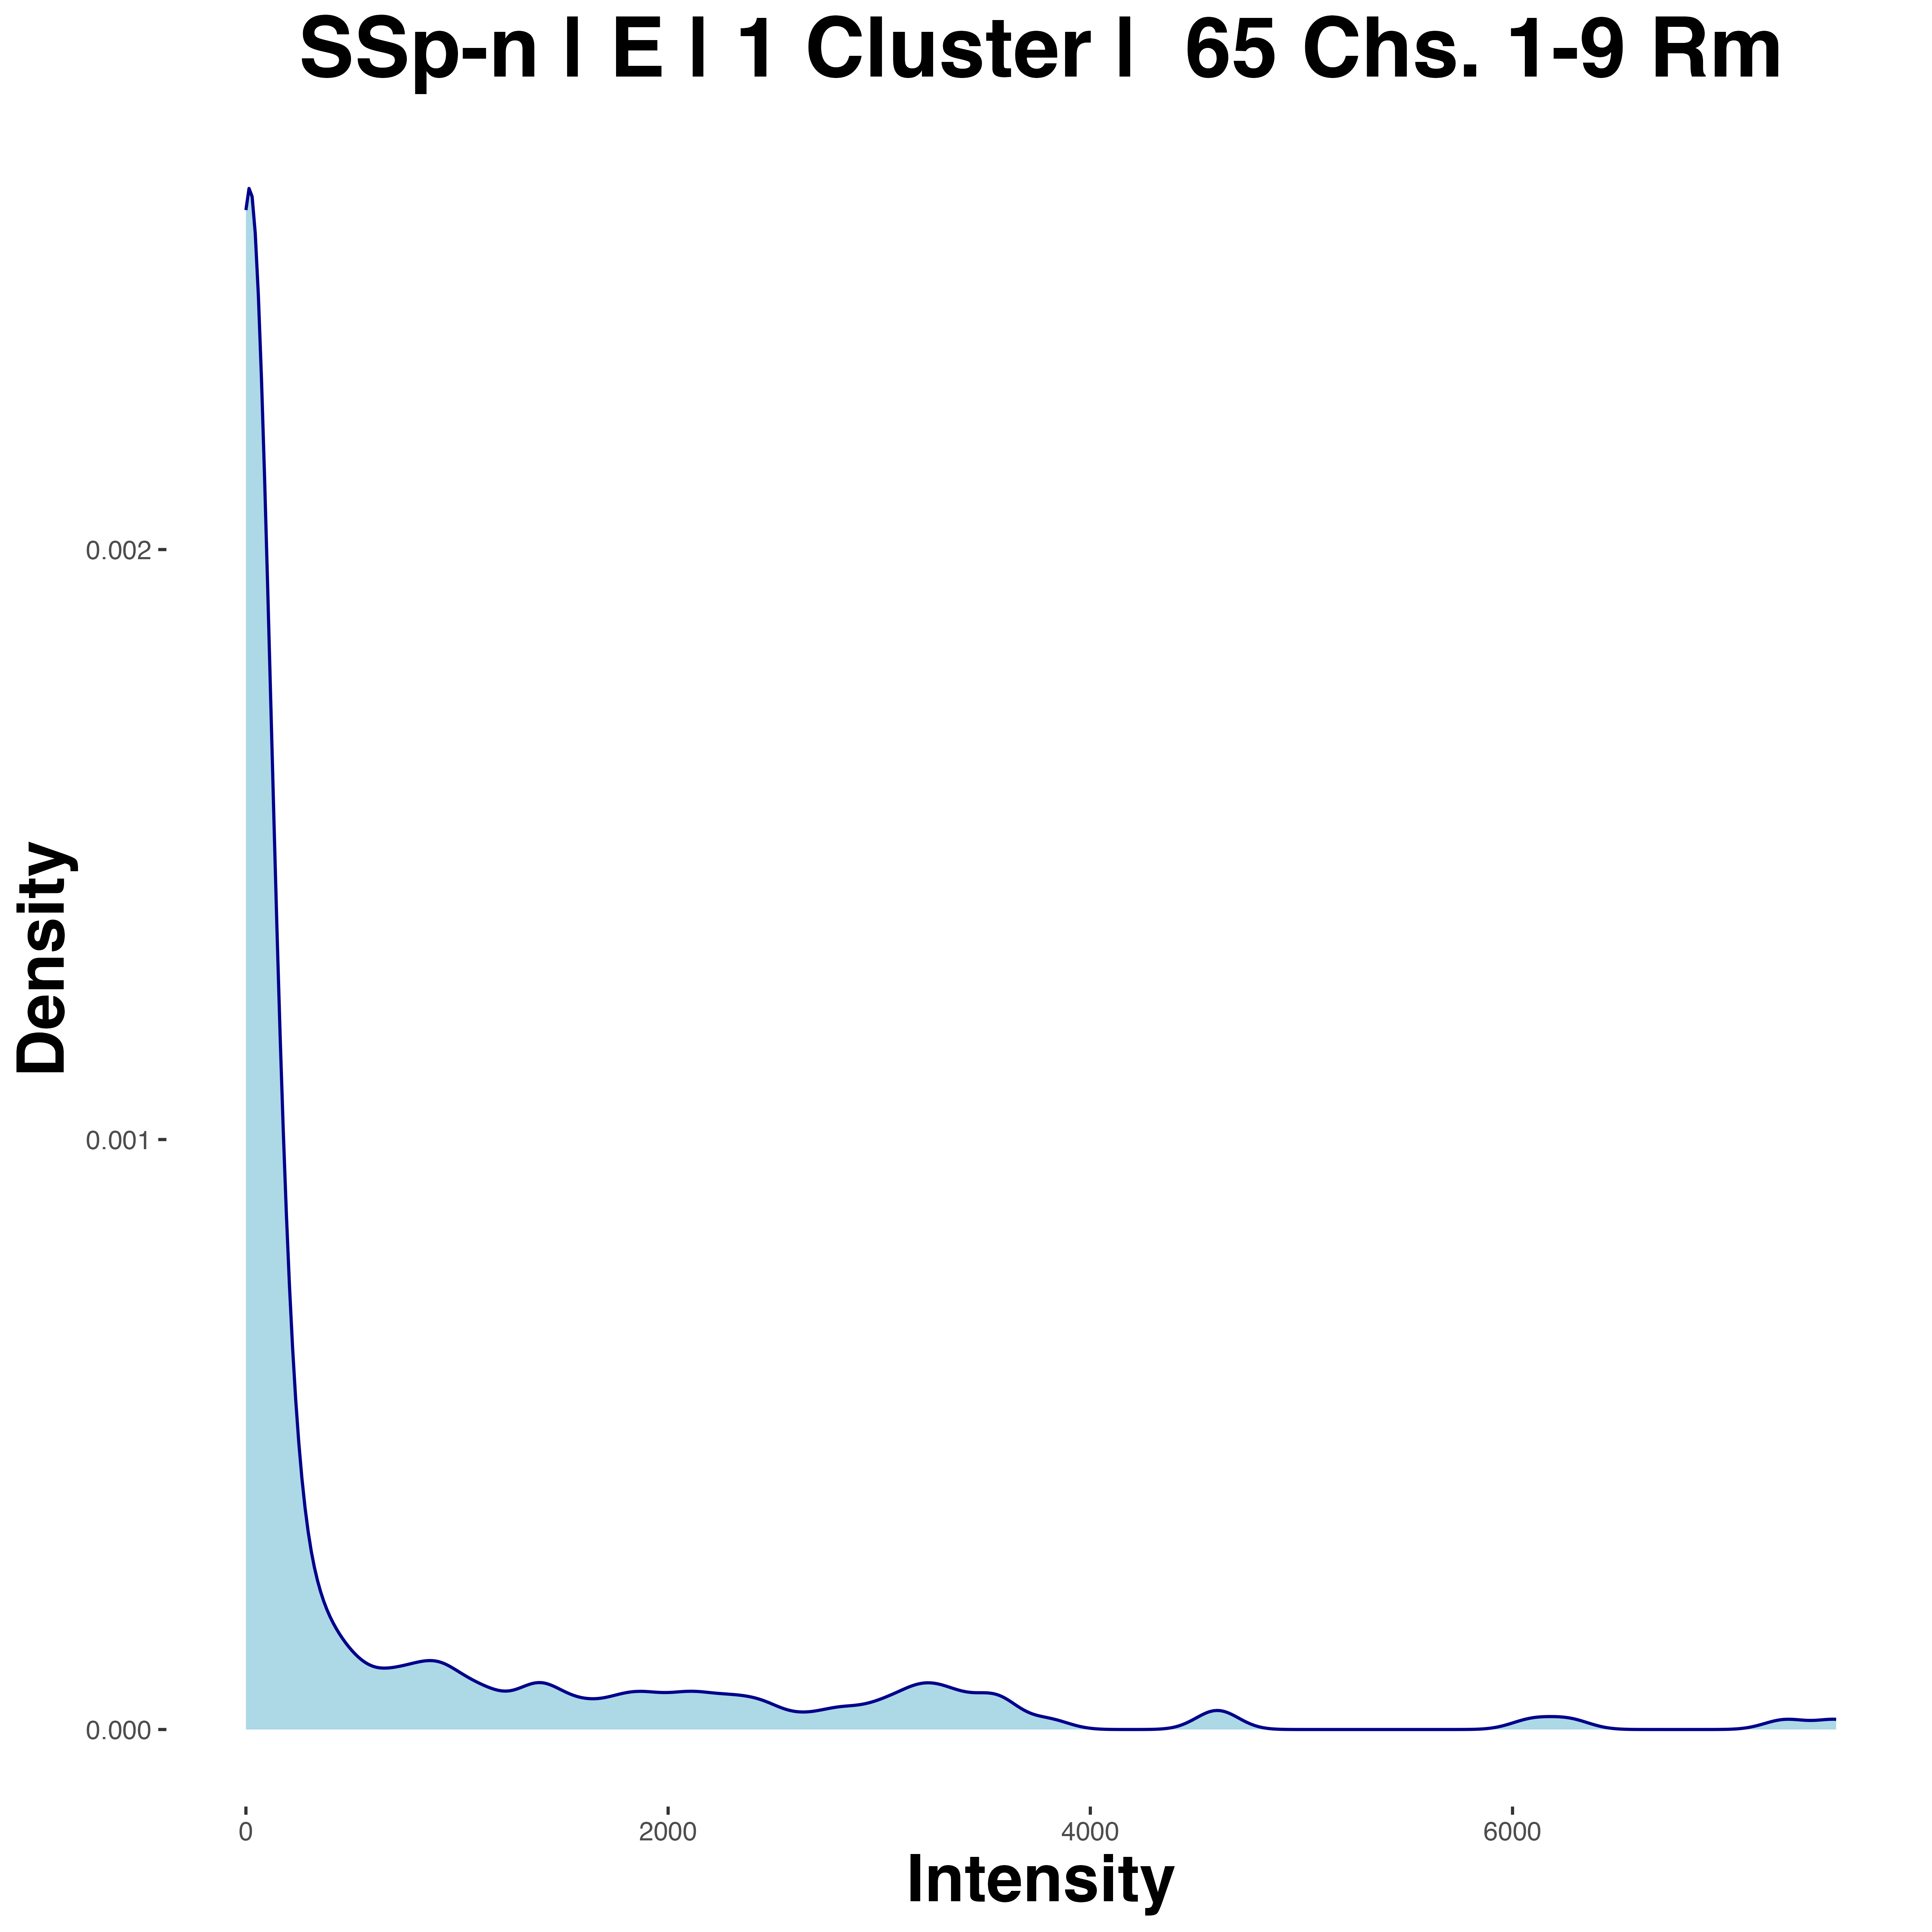 SSp-n | E | 1 Cluster |  65 Chs. 1-9 Rm
Density
0.002
0.001
0.000
0
2000
4000
6000
Intensity